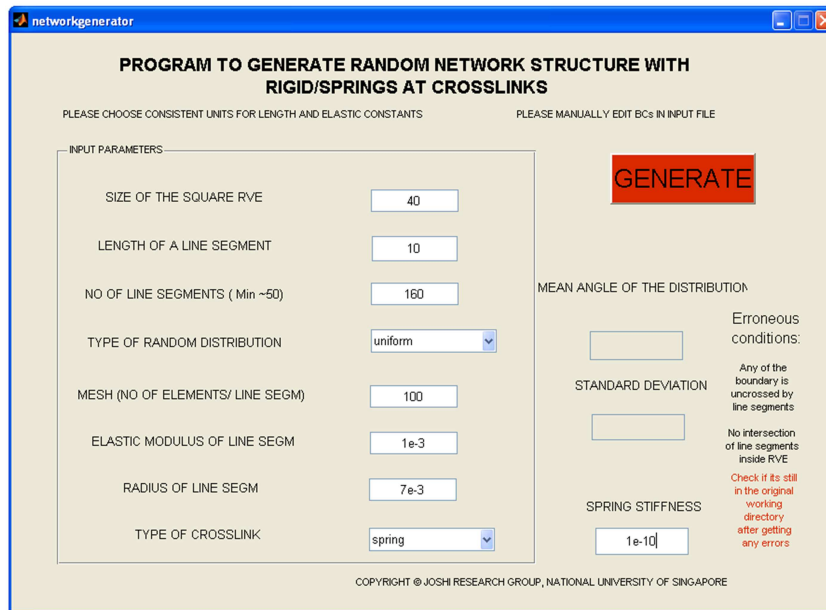 networkgenerator
PROGRAM TO GENERATE RANDOM NETWORK STRUCTURE WITH
RIGID/SPRINGS AT CROSSLINKS
PLEASE CHOOSE CONSISTENT UNITS FOR LENGTH AND ELASTIC CONSTANTS
PLEASE MANUALLY EDIT BCs IN INPUT FILE
INPUT PARAMETERS
SIZE OF THE SQUARE RVE
40
LENGTH OF A LINE SEGMENT
10
NO OF LINE SEGMENTS ( Min ~50)
160
TYPE OF RANDOM DISTRIBUTION
uniform
MESH (NO OF ELEMENTS/ LINE SEGM)
100
ELASTIC MODULUS OF LINE SEGM
1e-3
RADIUS OF LINE SEGM
7e-3
TYPE OF CROSSLINK
spring
GENERATE
MEAN ANGLE OF THE DISTRIBUTION
STANDARD DEVIATION
SPRING STIFFNESS
1e-10
Erroneous
conditions:
Any of the
boundary is
uncrossed by
line segments
No intersection
of line segments
inside RVE
Check if its still
in the original
working
directory
after getting
any errors
COPYRIGHT © JOSHI RESEARCH GROUP, NATIONAL UNIVERSITY OF SINGAPORE